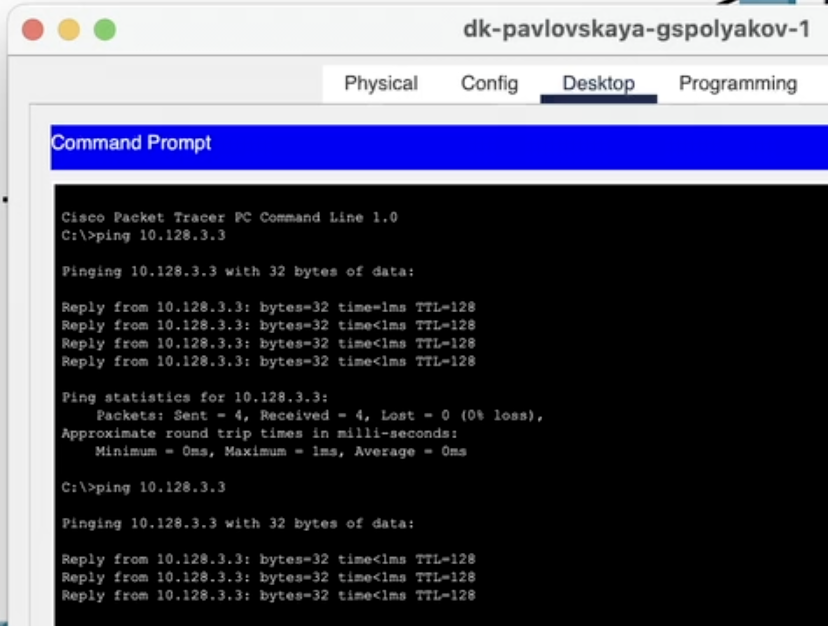 dk-pavlovskaya-gspolyakov-1
Physical Config Desktop Programming
Command Prompt
Cisco Packet Tracer PC Command Line 1.0
C:\>ping 10.128.3.3
Pinging 10.128.3.3 with 32 bytes of data:
Reply from 10.128.3.3: bytes=32 time=1ms TTL=128
Reply from 10.128.3.3: bytes=32 time<1ms TTL=128
Reply from 10.128.3.3: bytes=32 time<1ms TTL=128
Reply from 10.128.3.3: bytes=32 time<1ms TTL=128
Ping statistics for 10.128.3.3:
Packets: Sent = 4, Received = 4, Lost = 0 (0% loss),
Approximate round trip times in milli-seconds:
Minimum = 0ms, Maximum = 1ms, Average = 0ms
C:\>ping 10.128.3.3
Pinging 10.128.3.3 with 32 bytes of data:
Reply from 10.128.3.3: bytes=32 time<1ms TTL=128
Reply from 10.128.3.3: bytes=32 time<1ms TTL=128
Reply from 10.128.3.3: bytes=32 time<1ms TTL=128